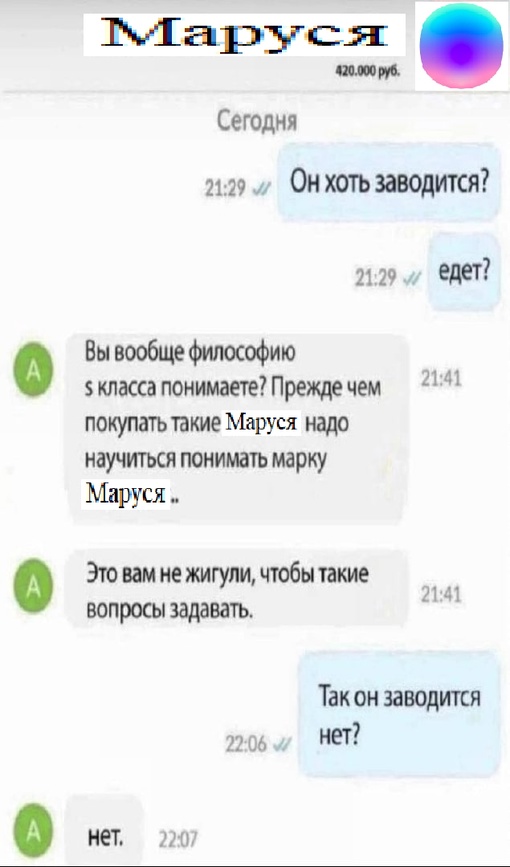 Маруся
420.000 руб.
Сегодня
21:29 Он хоть заводится?
21:29 едет?
А
Вы вообще философию
s класса понимаете? Прежде чем
покупать такие Маруся надо
научиться понимать марку
Маруся ..
21:41
А
Это вам не жигули, чтобы такие
вопросы задавать.
21:41
Так он заводится
нет?
22:06
А
нет. 22:07